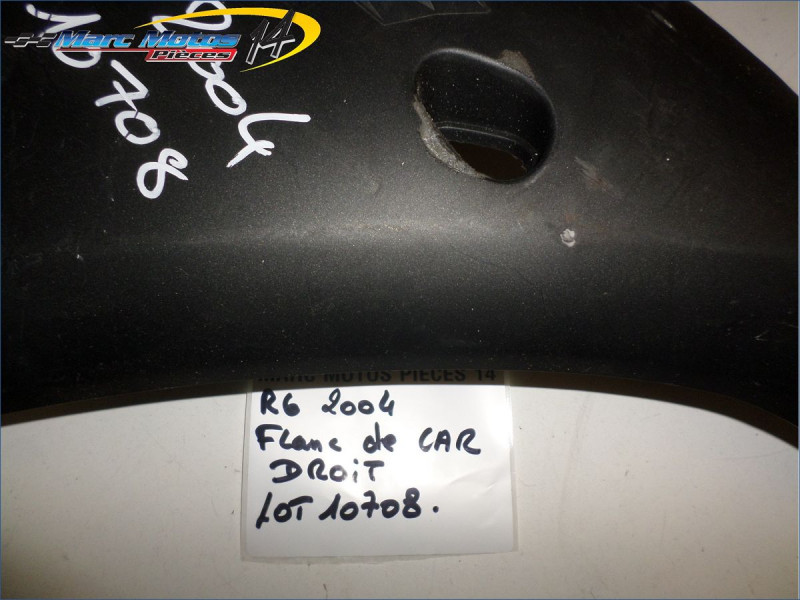 Marc Motos 14
Pièces
2004
10708
MARC MOTOS PIECES 14
R6 2004
Flanc de CAR
DROIT
LOT 10708.